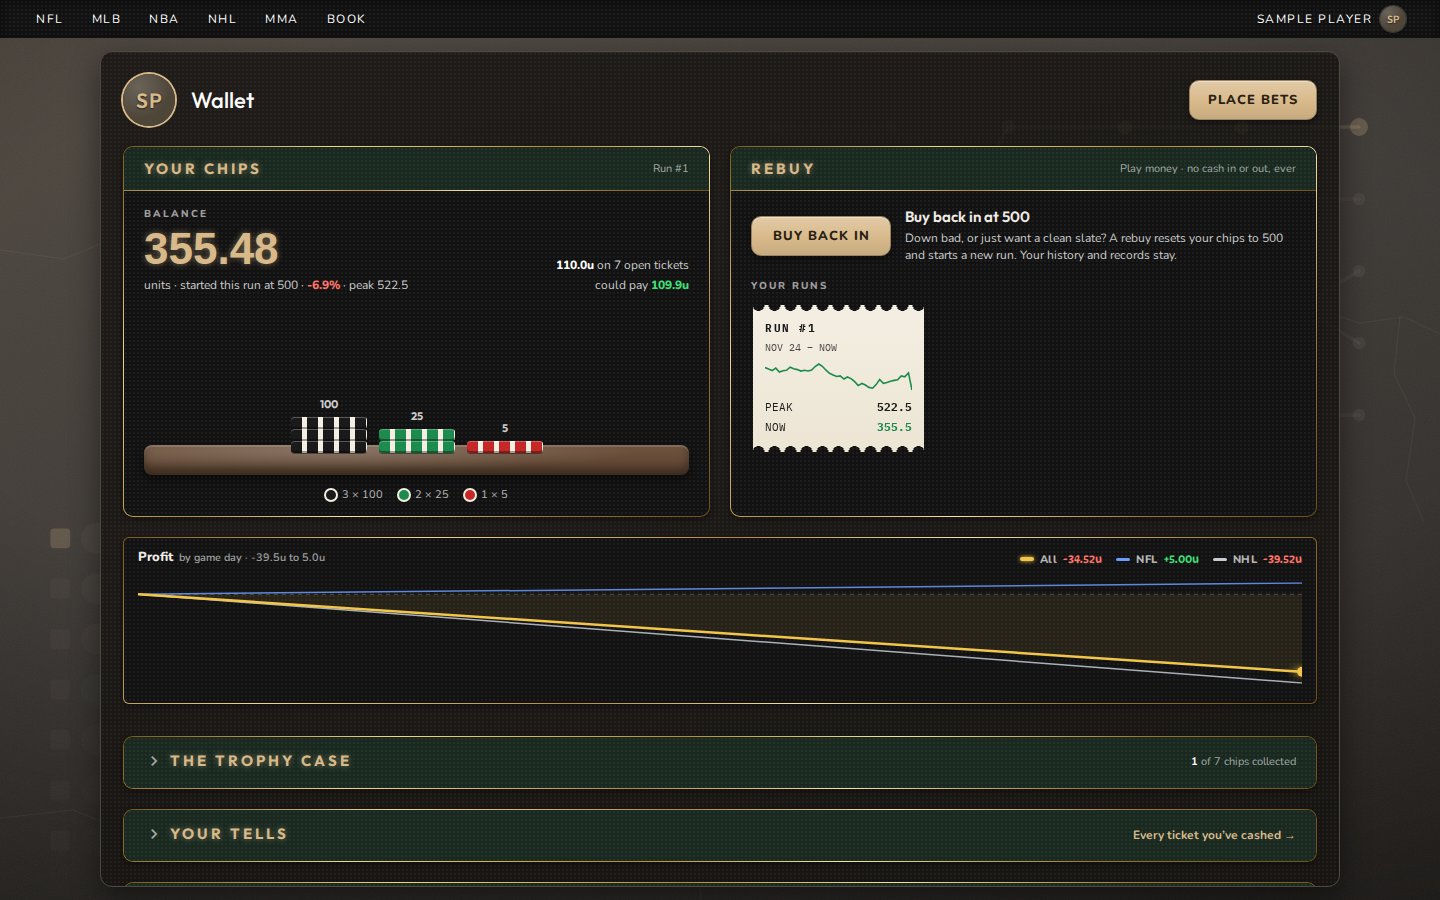 NFL MLB NBA NHL MMA BOOK
SAMPLE PLAYER SP
SP Wallet
PLACE BETS
YOUR CHIPS Run #1
BALANCE
355.48
units · started this run at 500 · -6.9% · peak 522.5
110.0u on 7 open tickets
could pay 109.9u
100
25
5
3 × 100 2 × 25 1 × 5
REBUY Play money · no cash in or out, ever
BUY BACK IN
Buy back in at 500
Down bad, or just want a clean slate? A rebuy resets your chips to 500
and starts a new run. Your history and records stay.
YOUR RUNS
RUN #1
NOV 24 – NOW
PEAK 522.5
NOW 355.5
Profit by game day · -39.5u to 5.0u
All -34.52u NFL +5.00u NHL -39.52u
THE TROPHY CASE 1 of 7 chips collected
YOUR TELLS Every ticket you've cashed →